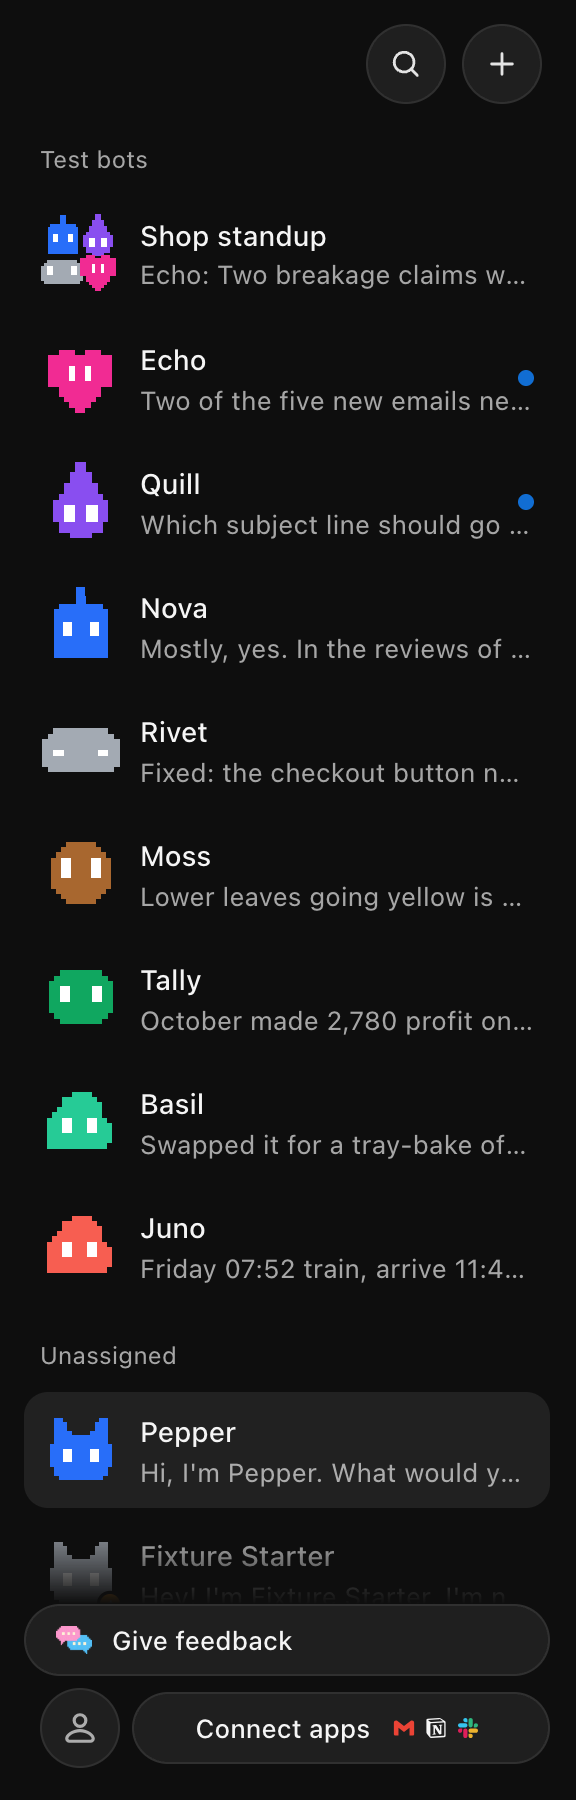 Test bots
Shop standup
Echo: Two breakage claims w...
Echo
Two of the five new emails ne...
Quill
Which subject line should go ...
Nova
Mostly, yes. In the reviews of ...
Rivet
Fixed: the checkout button n...
Moss
Lower leaves going yellow is ...
Tally
October made 2,780 profit on...
Basil
Swapped it for a tray-bake of...
Juno
Friday 07:52 train, arrive 11:4...
Unassigned
Pepper
Hi, I'm Pepper. What would y...
Fixture Starter
Hey! I'm Fixture Starter. I'm n
Give feedback
Connect apps